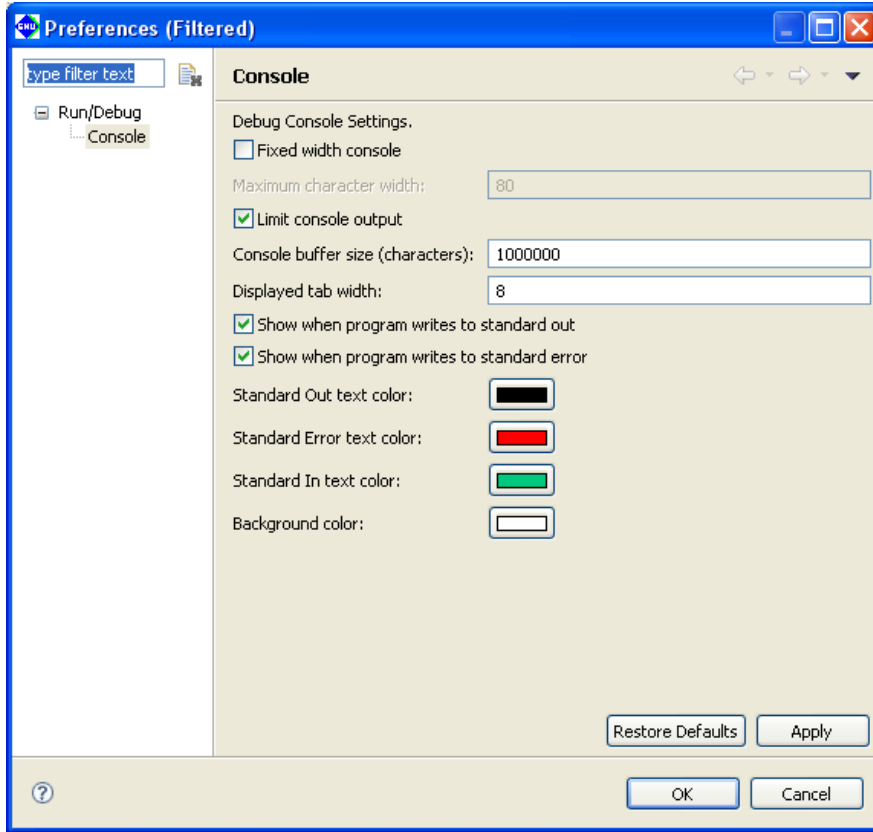 Preferences (Filtered)
type filter text
Run/Debug
Console
Console
Debug Console Settings.
Fixed width console
Maximum character width: 80
Limit console output
Console buffer size (characters): 1000000
Displayed tab width: 8
Show when program writes to standard out
Show when program writes to standard error
Standard Out text color:
Standard Error text color:
Standard In text color:
Background color:
Restore Defaults Apply
OK Cancel